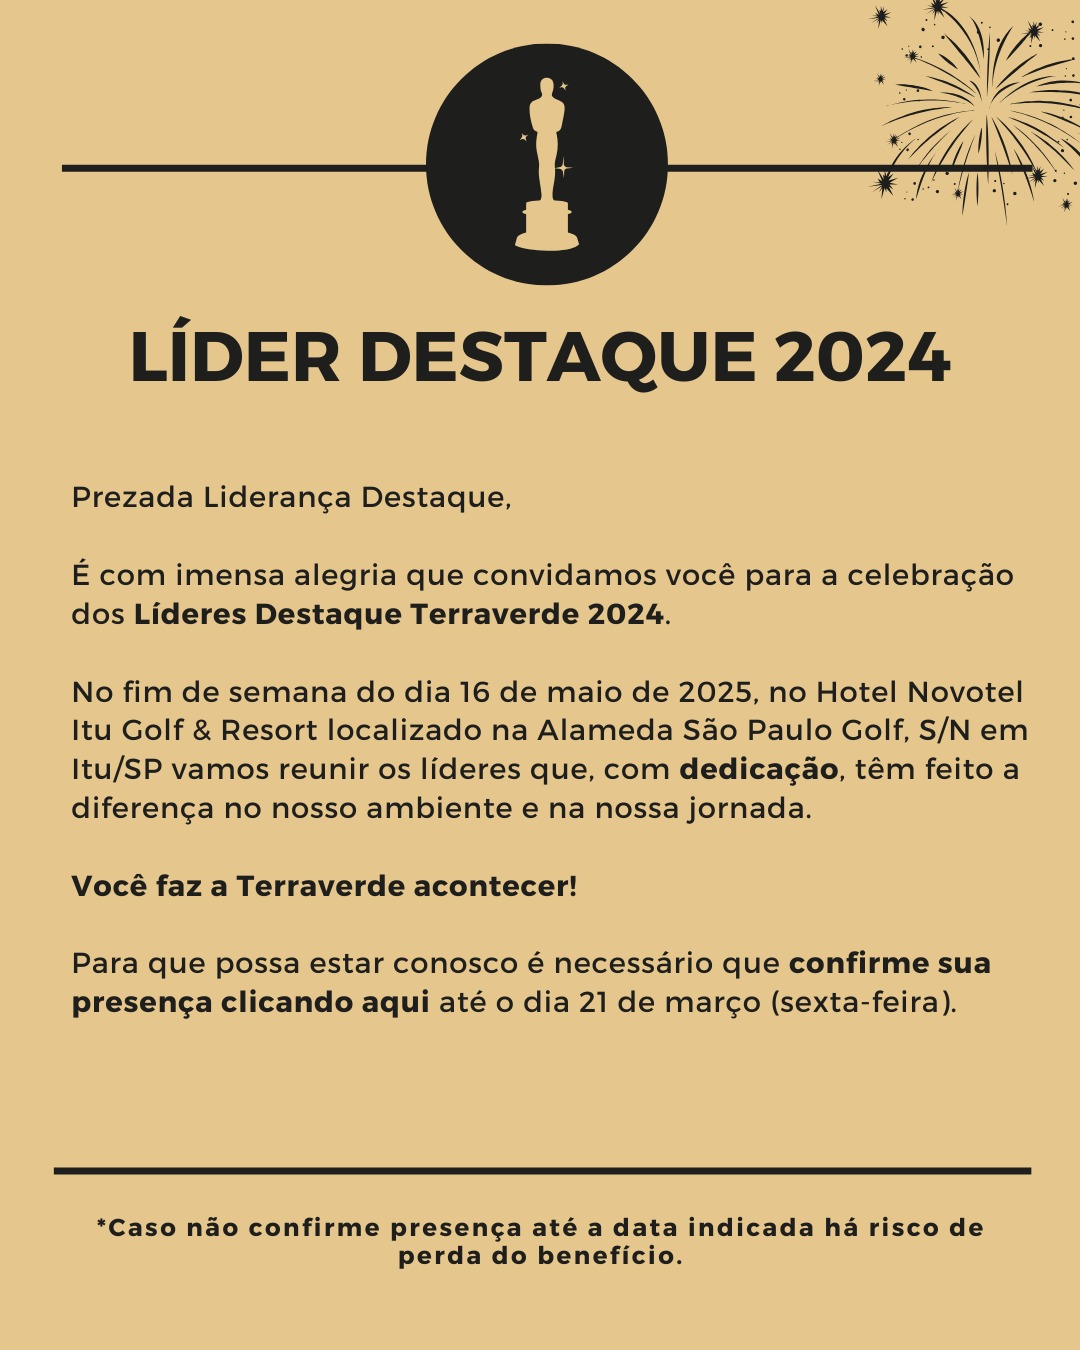 LÍDER DESTAQUE 2024
Prezada Liderança Destaque,
É com imensa alegria que convidamos você para a celebração
dos Líderes Destaque Terraverde 2024.
No fim de semana do dia 16 de maio de 2025, no Hotel Novotel
Itu Golf & Resort localizado na Alameda São Paulo Golf, S/N em
Itu/SP vamos reunir os líderes que, com dedicação, têm feito a
diferença no nosso ambiente e na nossa jornada.
Você faz a Terraverde acontecer!
Para que possa estar conosco é necessário que confirme sua
presença clicando aqui até o dia 21 de março (sexta-feira).
*Caso não confirme presença até a data indicada há risco de
perda do benefício.